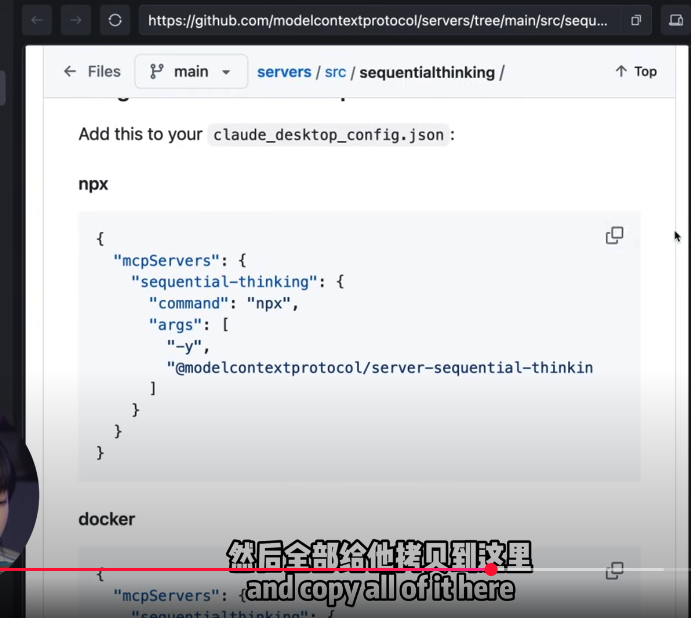 https://github.com/modelcontextprotocol/servers/tree/main/src/sequ...
Files main servers / src / sequentialthinking / Top
Add this to your claude_desktop_config.json :
npx
{
"mcpServers": {
"sequential-thinking": {
"command": "npx",
"args": [
"-y",
"@modelcontextprotocol/server-sequential-thinkin
]
}
}
}
docker
然后全部给他拷贝到这里
{
and copy all of it here
"mcpServers": {
"sequentialthinking": {